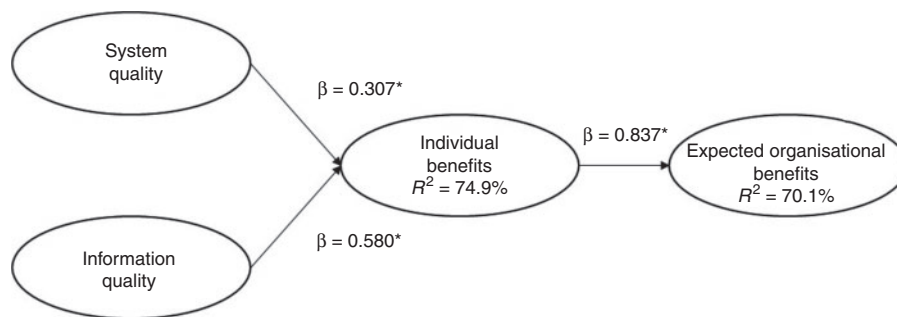 System
quality
β = 0.307*
Individual
benefits
R² = 74.9%
β = 0.837*
Expected organisational
benefits
R² = 70.1%
β = 0.580*
Information
quality